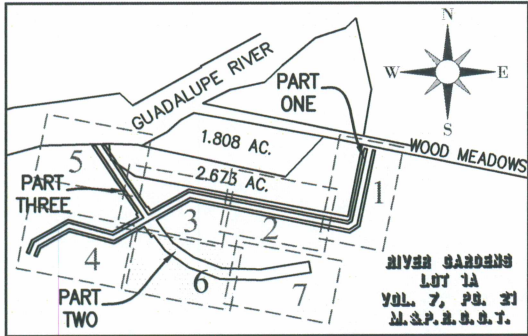 N
W E
S
GUADALUPE RIVER
PART
ONE
1.808 AC.
WOOD MEADOWS
2.673 AC.
5
PART
THREE
1
3
2
4
6
7
PART
TWO
RIVER GARDENS
LOT 1A
VOL. 7, PG. 21
M.&P.R.G.C.T.